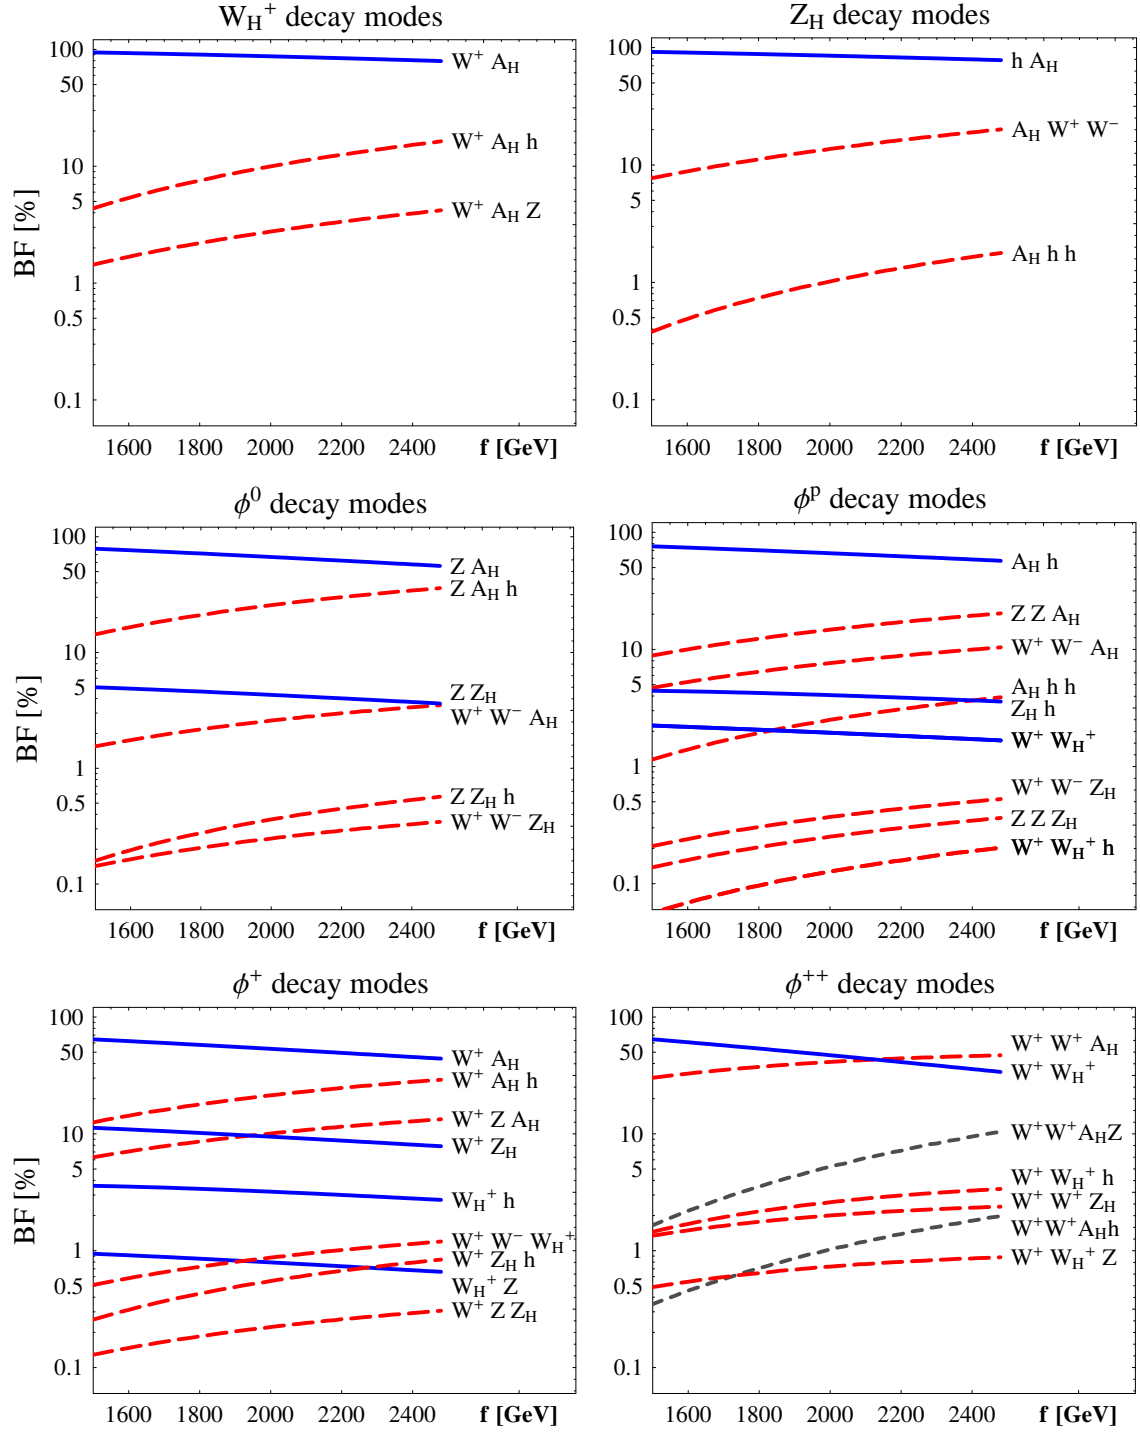 W_H^+ decay modes
100
50
10
5
1
0.5
0.1
BF [%]
W^+ A_H
W^+ A_H h
W^+ A_H Z
1600 1800 2000 2200 2400 f [GeV]
Z_H decay modes
100
50
10
5
1
0.5
0.1
h A_H
A_H W^+ W^−
A_H h h
1600 1800 2000 2200 2400 f [GeV]
ϕ^0 decay modes
100
50
10
5
1
0.5
0.1
BF [%]
Z A_H
Z A_H h
Z Z_H
W^+ W^− A_H
Z Z_H h
W^+ W^− Z_H
1600 1800 2000 2200 2400 f [GeV]
ϕ^p decay modes
100
50
10
5
1
0.5
0.1
A_H h
Z Z A_H
W^+ W^− A_H
A_H h h
Z_H h
W^+ W_H^+
W^+ W^− Z_H
Z Z Z_H
W^+ W_H^+ h
1600 1800 2000 2200 2400 f [GeV]
ϕ^+ decay modes
100
50
10
5
1
0.5
0.1
BF [%]
W^+ A_H
W^+ A_H h
W^+ Z A_H
W^+ Z_H
W_H^+ h
W^+ W^− W_H^+
W^+ Z_H h
W_H^+ Z
W^+ Z Z_H
1600 1800 2000 2200 2400 f [GeV]
ϕ^++ decay modes
100
50
10
5
1
0.5
0.1
W^+ W^+ A_H
W^+ W_H^+
W^+W^+A_HZ
W^+ W_H^+ h
W^+ W^+ Z_H
W^+W^+A_Hh
W^+ W_H^+ Z
1600 1800 2000 2200 2400 f [GeV]